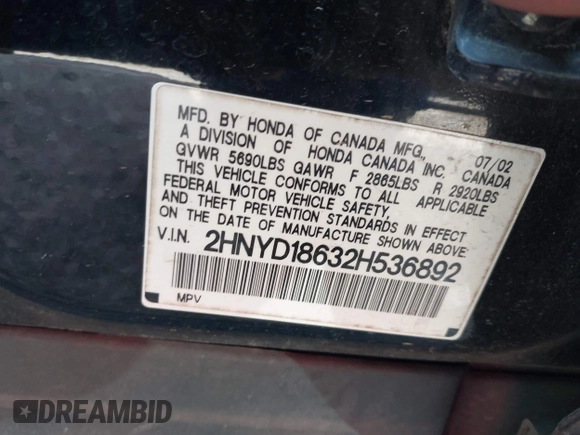 MFD. BY HONDA OF CANADA MFG., 07/02
A DIVISION OF HONDA CANADA INC. CANADA
GVWR 5690LBS GAWR F 2865LBS R 2920LBS
THIS VEHICLE CONFORMS TO ALL APPLICABLE
FEDERAL MOTOR VEHICLE SAFETY,
AND THEFT PREVENTION STANDARDS IN EFFECT
ON THE DATE OF MANUFACTURE SHOWN ABOVE.
V.I.N. 2HNYD18632H536892
MPV
DREAMBID